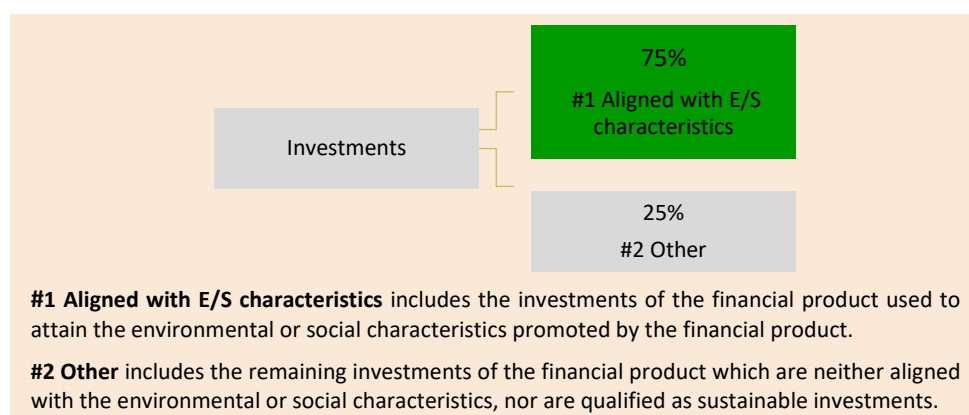 75%
#1 Aligned with E/S
characteristics
Investments
25%
#2 Other
#1 Aligned with E/S characteristics includes the investments of the financial product used to
attain the environmental or social characteristics promoted by the financial product.
#2 Other includes the remaining investments of the financial product which are neither aligned
with the environmental or social characteristics, nor are qualified as sustainable investments.